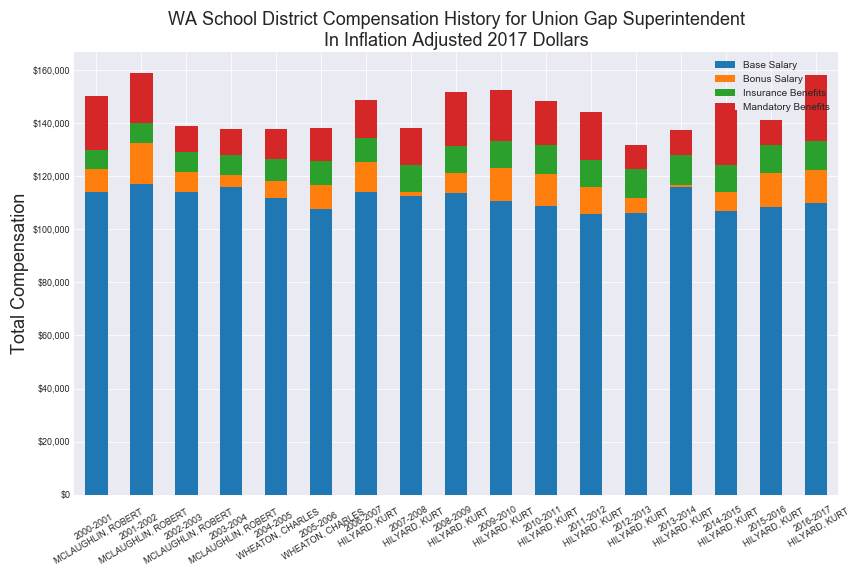 WA School District Compensation History for Union Gap Superintendent
In Inflation Adjusted 2017 Dollars
Base Salary
Bonus Salary
Insurance Benefits
Mandatory Benefits
Total Compensation
$160,000
$140,000
$120,000
$100,000
$80,000
$60,000
$40,000
$20,000
$0
2000-2001
MCLAUGHLIN, ROBERT
2001-2002
MCLAUGHLIN, ROBERT
2002-2003
MCLAUGHLIN, ROBERT
2003-2004
MCLAUGHLIN, ROBERT
2004-2005
WHEATON, CHARLES
2005-2006
WHEATON, CHARLES
2006-2007
HILYARD, KURT
2007-2008
HILYARD, KURT
2008-2009
HILYARD, KURT
2009-2010
HILYARD, KURT
2010-2011
HILYARD, KURT
2011-2012
HILYARD, KURT
2012-2013
HILYARD, KURT
2013-2014
HILYARD, KURT
2014-2015
HILYARD, KURT
2015-2016
HILYARD, KURT
2016-2017
HILYARD, KURT